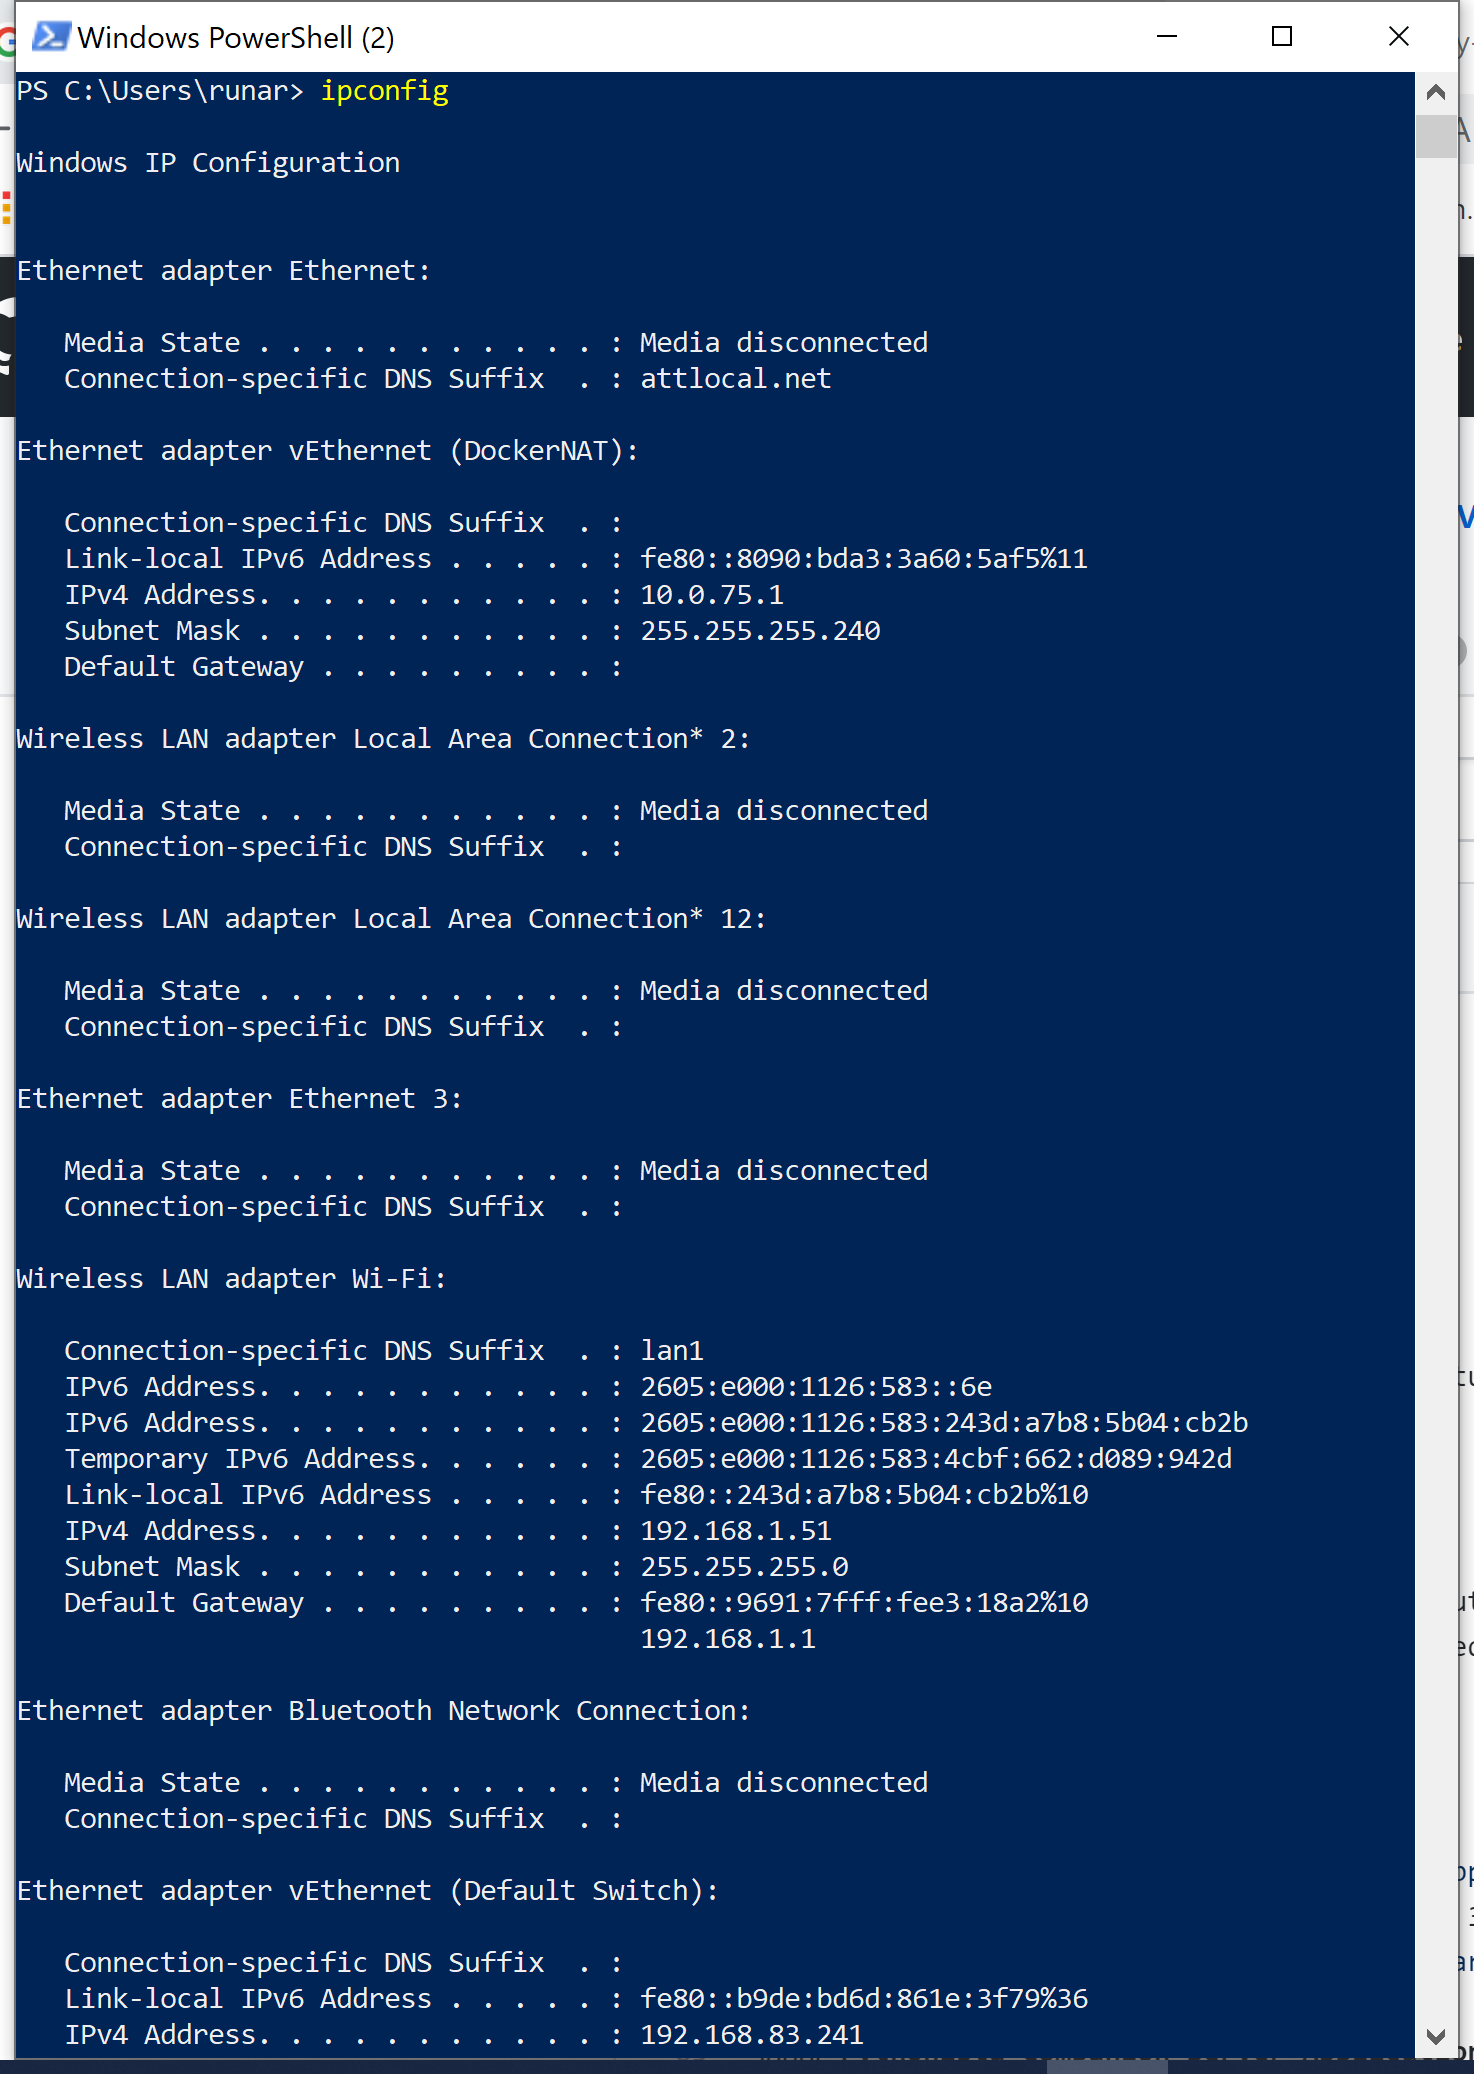 Windows PowerShell (2)
PS C:\Users\runar> ipconfig
Windows IP Configuration
Ethernet adapter Ethernet:
Media State . . . . . . . . . . . : Media disconnected
Connection-specific DNS Suffix  . : attlocal.net
Ethernet adapter vEthernet (DockerNAT):
Connection-specific DNS Suffix  . :
Link-local IPv6 Address . . . . . : fe80::8090:bda3:3a60:5af5%11
IPv4 Address. . . . . . . . . . . : 10.0.75.1
Subnet Mask . . . . . . . . . . . : 255.255.255.240
Default Gateway . . . . . . . . . :
Wireless LAN adapter Local Area Connection* 2:
Media State . . . . . . . . . . . : Media disconnected
Connection-specific DNS Suffix  . :
Wireless LAN adapter Local Area Connection* 12:
Media State . . . . . . . . . . . : Media disconnected
Connection-specific DNS Suffix  . :
Ethernet adapter Ethernet 3:
Media State . . . . . . . . . . . : Media disconnected
Connection-specific DNS Suffix  . :
Wireless LAN adapter Wi-Fi:
Connection-specific DNS Suffix  . : lan1
IPv6 Address. . . . . . . . . . . : 2605:e000:1126:583::6e
IPv6 Address. . . . . . . . . . . : 2605:e000:1126:583:243d:a7b8:5b04:cb2b
Temporary IPv6 Address. . . . . . : 2605:e000:1126:583:4cbf:662:d089:942d
Link-local IPv6 Address . . . . . : fe80::243d:a7b8:5b04:cb2b%10
IPv4 Address. . . . . . . . . . . : 192.168.1.51
Subnet Mask . . . . . . . . . . . : 255.255.255.0
Default Gateway . . . . . . . . . : fe80::9691:7fff:fee3:18a2%10
192.168.1.1
Ethernet adapter Bluetooth Network Connection:
Media State . . . . . . . . . . . : Media disconnected
Connection-specific DNS Suffix  . :
Ethernet adapter vEthernet (Default Switch):
Connection-specific DNS Suffix  . :
Link-local IPv6 Address . . . . . : fe80::b9de:bd6d:861e:3f79%36
IPv4 Address. . . . . . . . . . . : 192.168.83.241